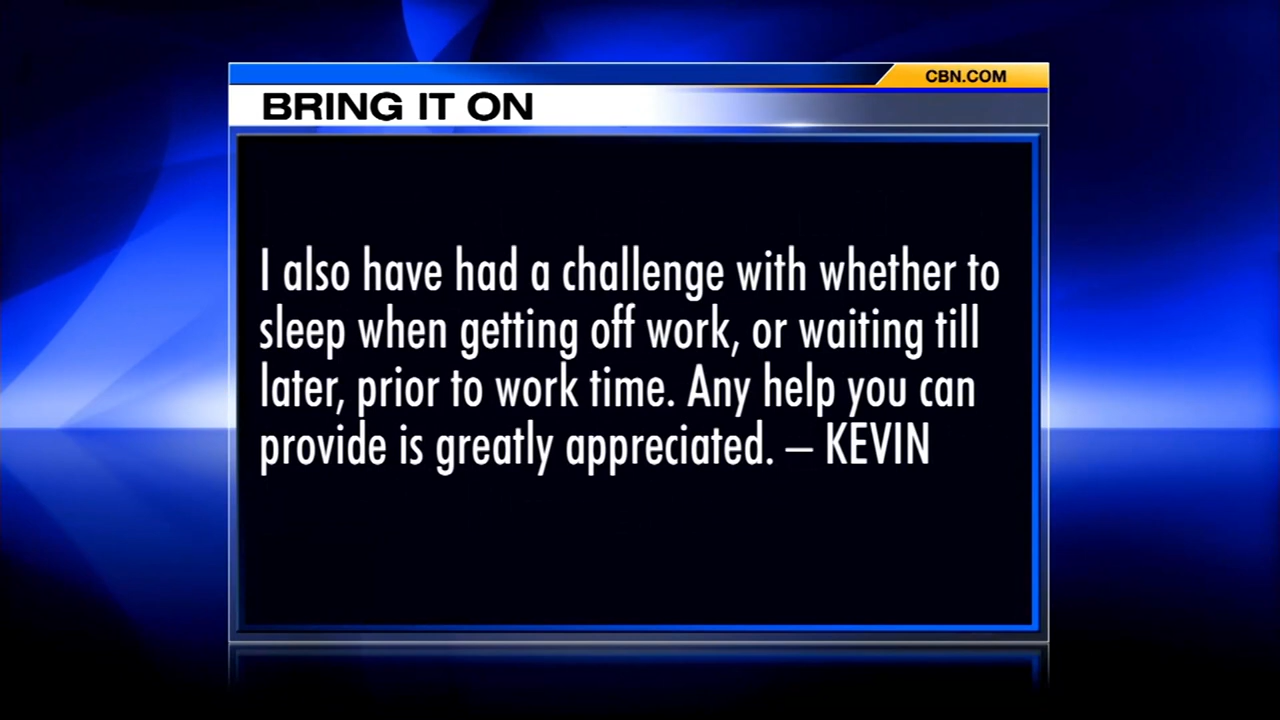 CBN.COM
BRING IT ON
I also have had a challenge with whether to
sleep when getting off work, or waiting till
later, prior to work time. Any help you can
provide is greatly appreciated. – KEVIN